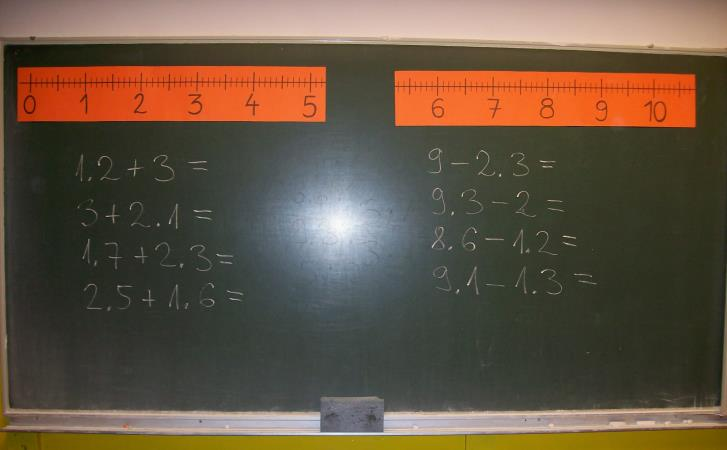 0 1 2 3 4 5
6 7 8 9 10
1.2 + 3 =
3 + 2.1 =
1.7 + 2.3 =
2.5 + 1.6 =
9 - 2.3 =
9.3 - 2 =
8.6 - 1.2 =
9.1 - 1.3 =